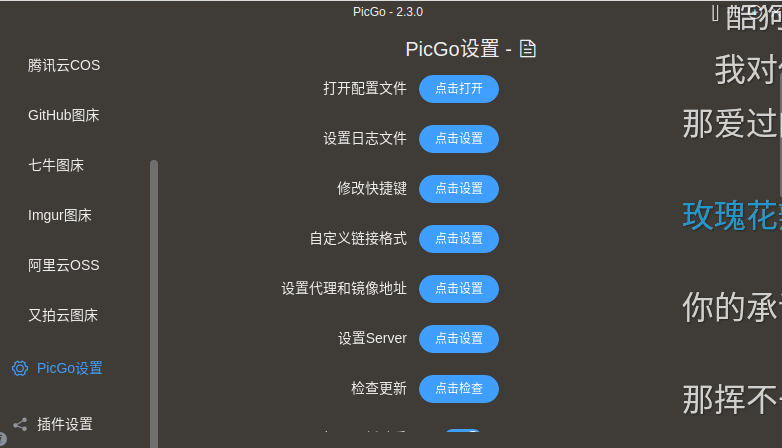 PicGo - 2.3.0
PicGo设置 -
腾讯云COS
GitHub图床
七牛图床
Imgur图床
阿里云OSS
又拍云图床
PicGo设置
插件设置
打开配置文件 点击打开
设置日志文件 点击设置
修改快捷键 点击设置
自定义链接格式 点击设置
设置代理和镜像地址 点击设置
设置Server 点击设置
检查更新 点击检查
酷狗
我对
那爱过
玫瑰花
你的承
那挥不